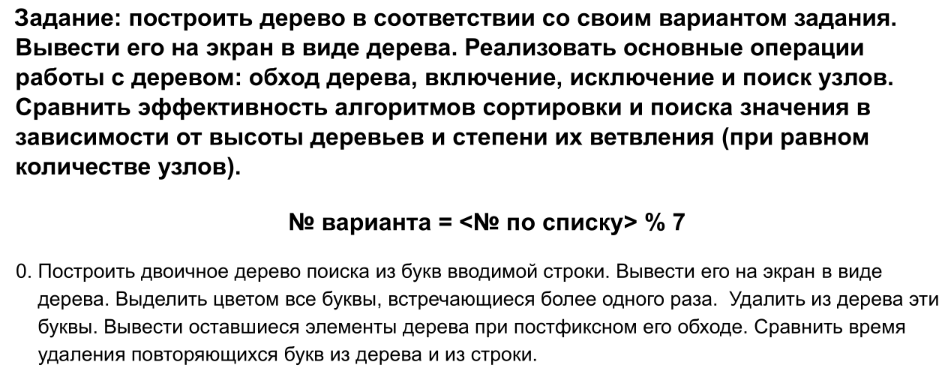 Задание: построить дерево в соответствии со своим вариантом задания.
Вывести его на экран в виде дерева. Реализовать основные операции
работы с деревом: обход дерева, включение, исключение и поиск узлов.
Сравнить эффективность алгоритмов сортировки и поиска значения в
зависимости от высоты деревьев и степени их ветвления (при равном
количестве узлов).
№ варианта = <№ по списку> % 7
0. Построить двоичное дерево поиска из букв вводимой строки. Вывести его на экран в виде
дерева. Выделить цветом все буквы, встречающиеся более одного раза. Удалить из дерева эти
буквы. Вывести оставшиеся элементы дерева при постфиксном его обходе. Сравнить время
удаления повторяющихся букв из дерева и из строки.